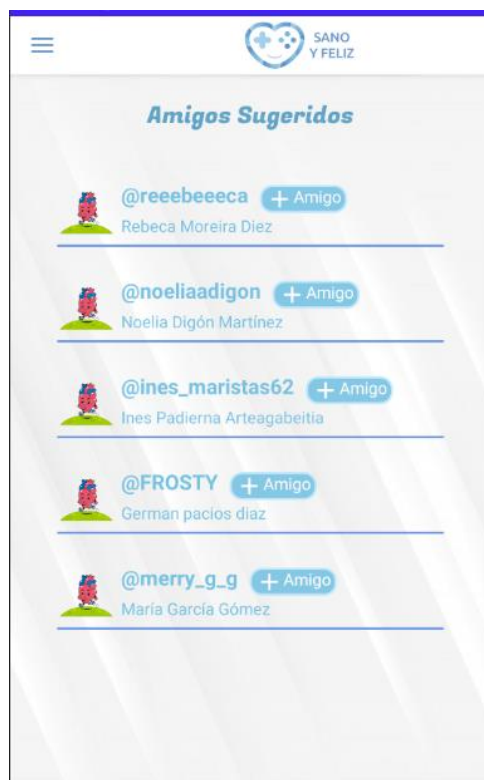 SANO
Y FELIZ
Amigos Sugeridos
@reeebeeeca + Amigo
Rebeca Moreira Diez
@noeliaadigon + Amigo
Noelia Digón Martínez
@ines_maristas62 + Amigo
Ines Padierna Arteagabeitia
@FROSTY + Amigo
German pacios diaz
@merry_g_g + Amigo
María García Gómez